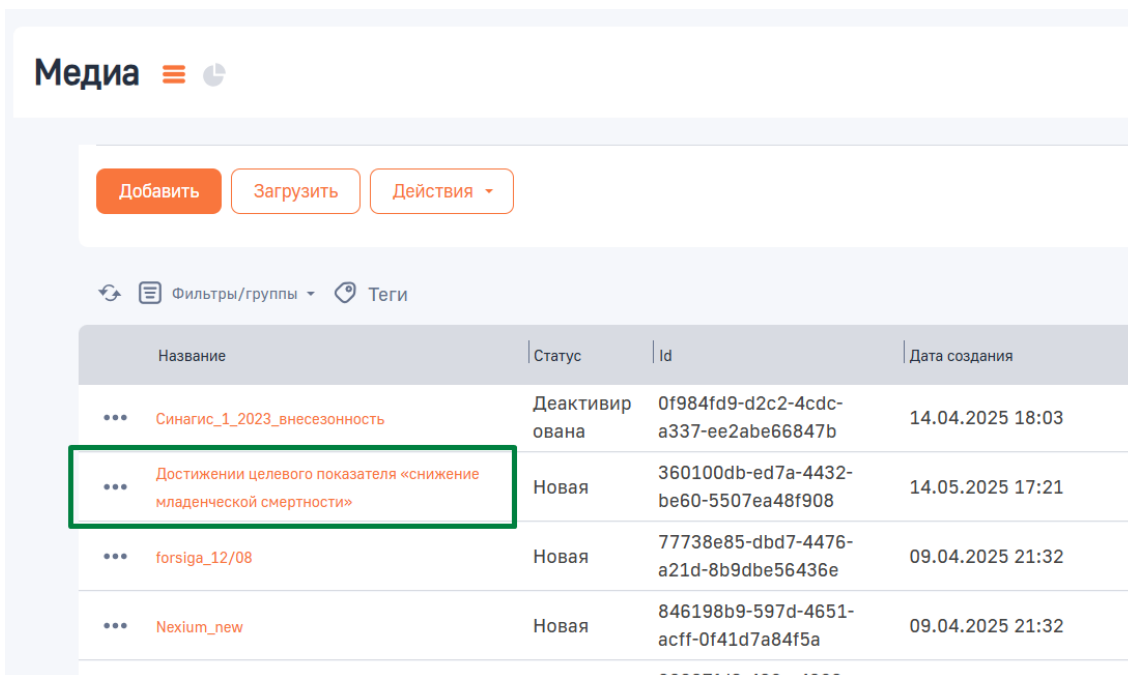 Медиа
Добавить Загрузить Действия
Фильтры/группы Теги
Название Статус Id Дата создания
Синагис_1_2023_внесезонность Деактивир 0f984fd9-d2c2-4cdc- 14.04.2025 18:03
ована a337-ee2abe66847b
Достижении целевого показателя «снижение Новая 360100db-ed7a-4432- 14.05.2025 17:21
младенческой смертности» be60-5507ea48f908
forsiga_12/08 Новая 77738e85-dbd7-4476- 09.04.2025 21:32
a21d-8b9dbe56436e
Nexium_new Новая 846198b9-597d-4651- 09.04.2025 21:32
acff-0f41d7a84f5a